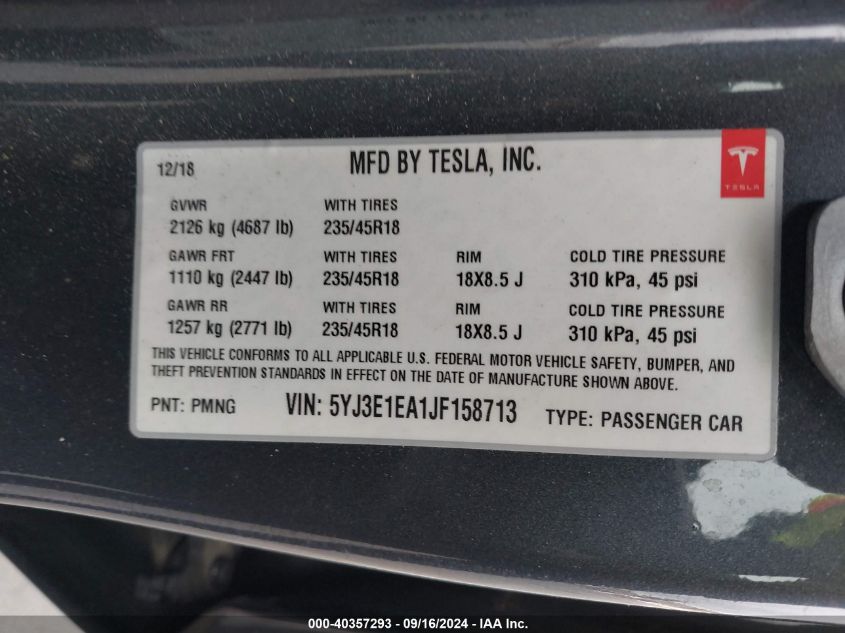 12/18 MFD BY TESLA, INC.
TESLA
GVWR WITH TIRES
2126 kg (4687 lb) 235/45R18
GAWR FRT WITH TIRES RIM COLD TIRE PRESSURE
1110 kg (2447 lb) 235/45R18 18X8.5 J 310 kPa, 45 psi
GAWR RR WITH TIRES RIM COLD TIRE PRESSURE
1257 kg (2771 lb) 235/45R18 18X8.5 J 310 kPa, 45 psi
THIS VEHICLE CONFORMS TO ALL APPLICABLE U.S. FEDERAL MOTOR VEHICLE SAFETY, BUMPER, AND
THEFT PREVENTION STANDARDS IN EFFECT ON THE DATE OF MANUFACTURE SHOWN ABOVE.
PNT: PMNG VIN: 5YJ3E1EA1JF158713 TYPE: PASSENGER CAR
000-40357293 - 09/16/2024 - IAA Inc.